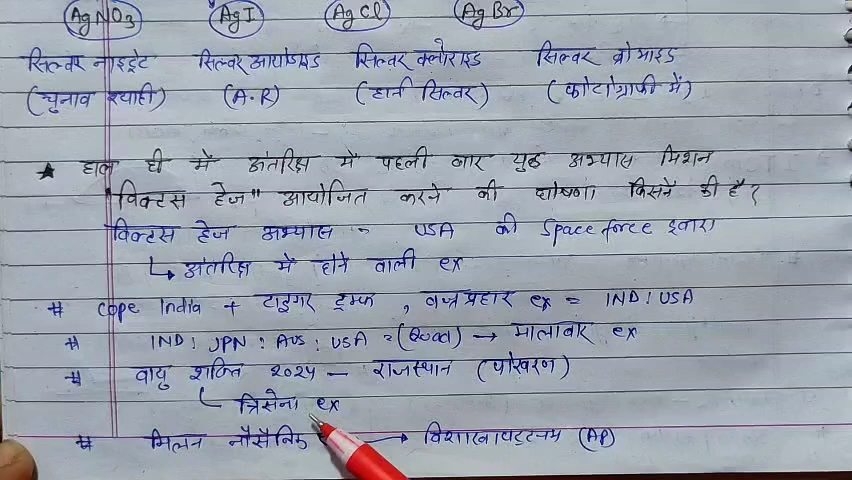 AgNO3 AgI AgCl AgBr
सिल्वर नाइट्रेट सिल्वर आयोडाइड सिल्वर क्लोराइड सिल्वर ब्रोमाइड
(चुनाव स्याही) (A.R) (हार्न सिल्वर) (फोटोग्राफी में)
★ हाल ही में अंतरिक्ष में पहली बार युद्ध अभ्यास मिशन
"विक्टस हेज" आयोजित करने की घोषणा किसने की है?
विक्टस हेज अभ्यास = USA की Space force द्वारा
↳ अंतरिक्ष में होने वाली ex
# Cope India + टाइगर ट्रम्फ, वज्रप्रहार ex = IND : USA
# IND : JPN : Aus : USA = (Quad) → मालाबार ex
# वायु शक्ति २०२५ - राजस्थान (पोखरण)
त्रिसेना ex
# मिलन नौसैनिक → विशाखापट्टनम (AP)